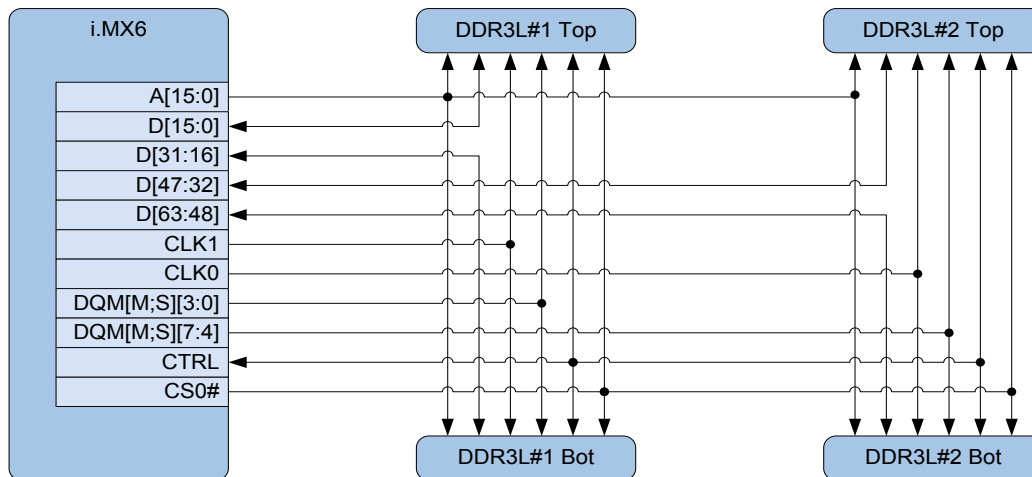 i.MX6
DDR3L#1 Top
DDR3L#2 Top
A[15:0]
D[15:0]
D[31:16]
D[47:32]
D[63:48]
CLK1
CLK0
DQM[M;S][3:0]
DQM[M;S][7:4]
CTRL
CS0#
DDR3L#1 Bot
DDR3L#2 Bot